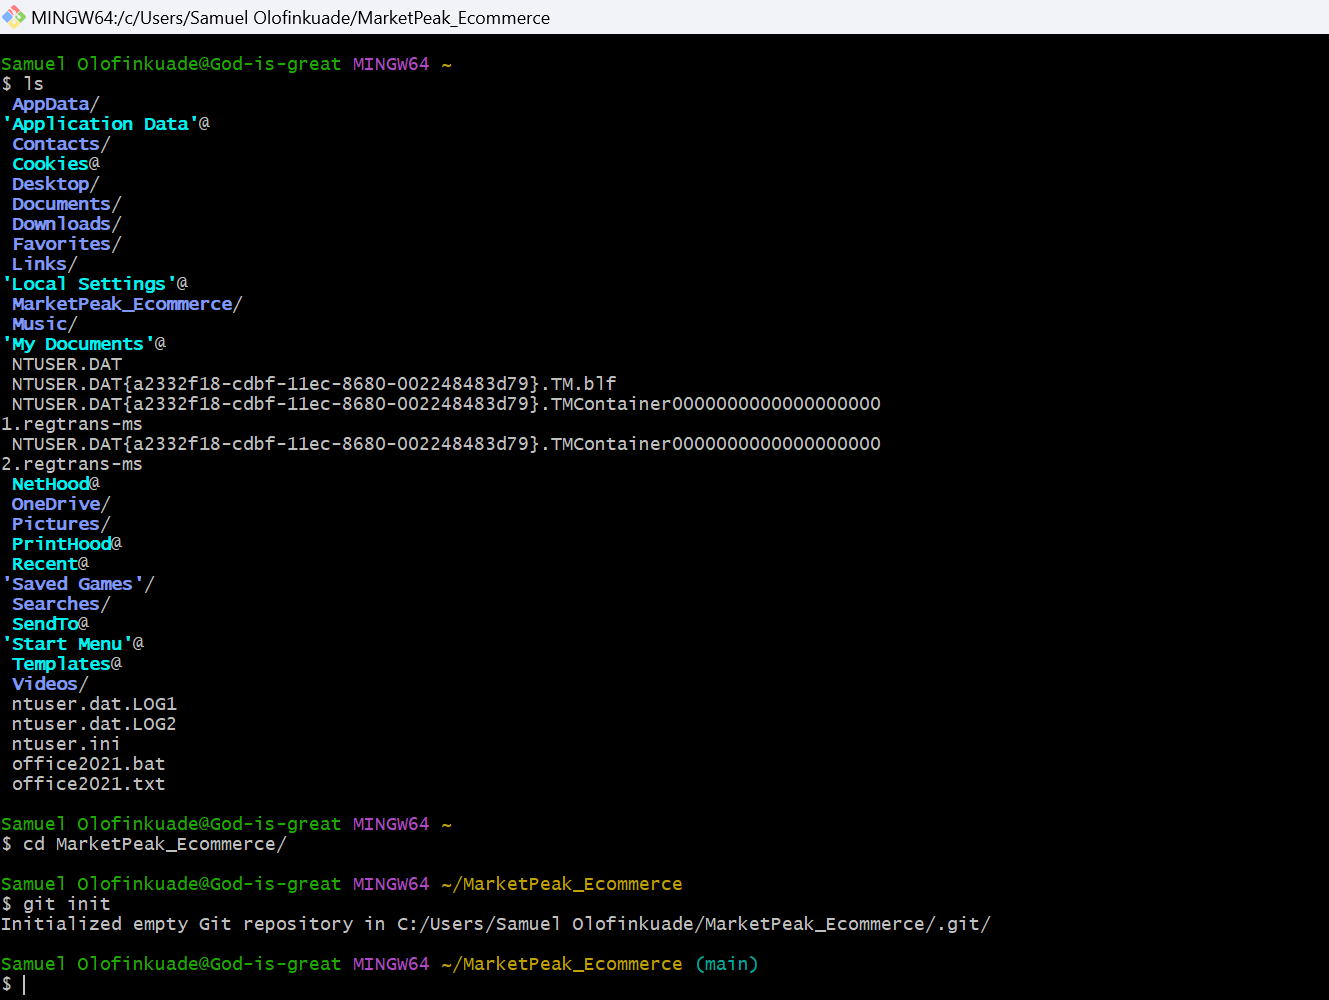 MINGW64:/c/Users/Samuel Olofinkuade/MarketPeak_Ecommerce
Samuel Olofinkuade@God-is-great MINGW64 ~
$ ls
AppData/
'Application Data'@
Contacts/
Cookies@
Desktop/
Documents/
Downloads/
Favorites/
Links/
'Local Settings'@
MarketPeak_Ecommerce/
Music/
'My Documents'@
NTUSER.DAT
NTUSER.DAT{a2332f18-cdbf-11ec-8680-002248483d79}.TM.blf
NTUSER.DAT{a2332f18-cdbf-11ec-8680-002248483d79}.TMContainer0000000000000000000
1.regtrans-ms
NTUSER.DAT{a2332f18-cdbf-11ec-8680-002248483d79}.TMContainer0000000000000000000
2.regtrans-ms
NetHood@
OneDrive/
Pictures/
PrintHood@
Recent@
'Saved Games'/
Searches/
SendTo@
'Start Menu'@
Templates@
Videos/
ntuser.dat.LOG1
ntuser.dat.LOG2
ntuser.ini
office2021.bat
office2021.txt
Samuel Olofinkuade@God-is-great MINGW64 ~
$ cd MarketPeak_Ecommerce/
Samuel Olofinkuade@God-is-great MINGW64 ~/MarketPeak_Ecommerce
$ git init
Initialized empty Git repository in C:/Users/Samuel Olofinkuade/MarketPeak_Ecommerce/.git/
Samuel Olofinkuade@God-is-great MINGW64 ~/MarketPeak_Ecommerce (main)
$